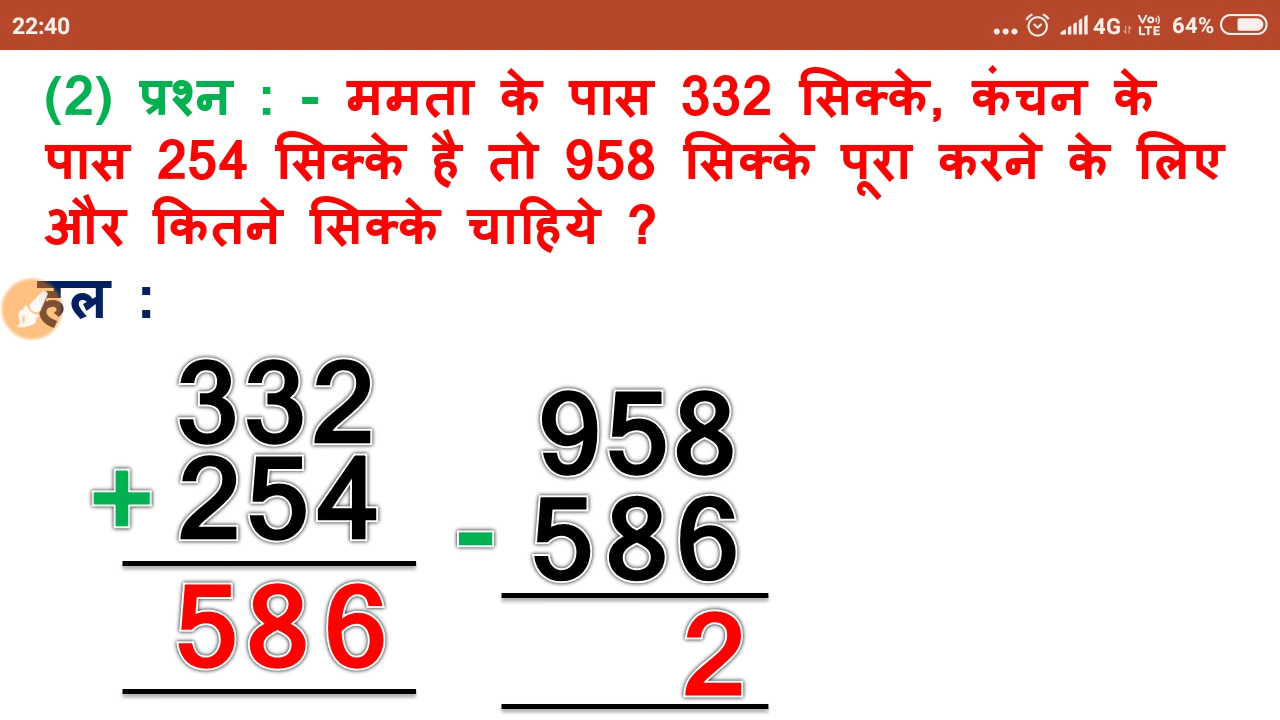 22:40 ... 4G VoLTE 64%
(2) प्रश्न : - ममता के पास 332 सिक्के, कंचन के
पास 254 सिक्के है तो 958 सिक्के पूरा करने के लिए
और कितने सिक्के चाहिये ?
हल :
332
+ 254
586
958
- 586
2